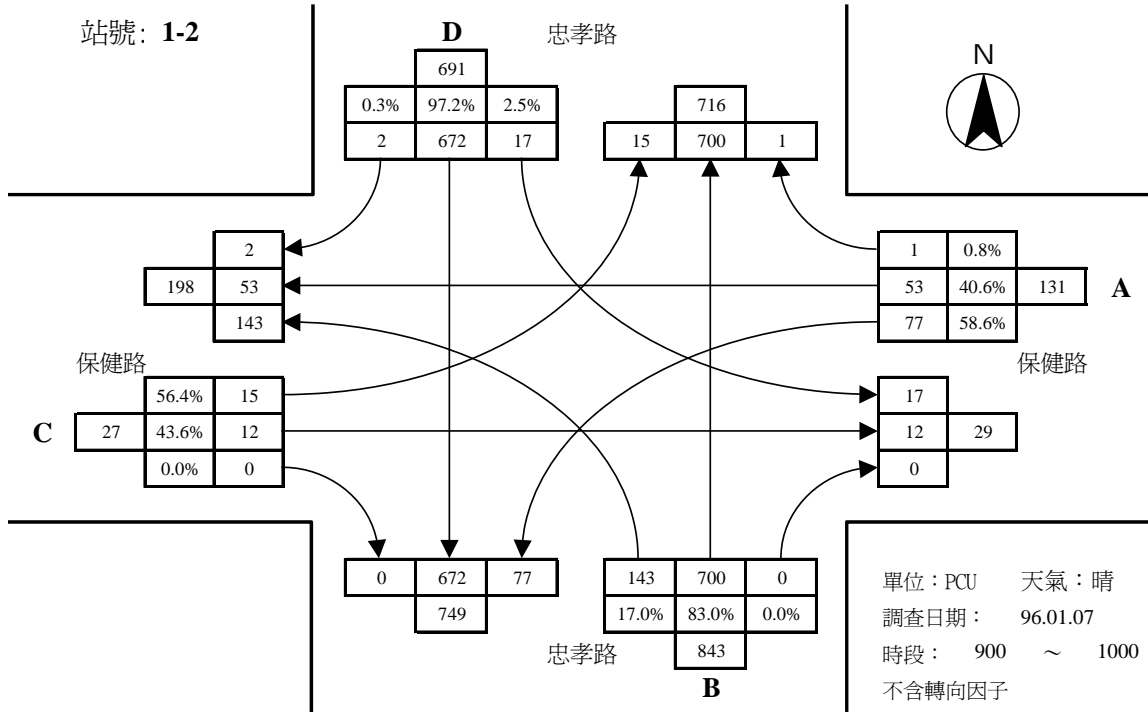 站號: 1-2
D
忠孝路
N
691
0.3% 97.2% 2.5%
2 672 17
716
15 700 1
2
198 53
143
1 0.8%
53 40.6% 131
77 58.6%
A
保健路
保健路
C
56.4% 15
27 43.6% 12
0.0% 0
17
12 29
0
0 672 77
749
143 700 0
17.0% 83.0% 0.0%
843
忠孝路
B
單位：PCU 天氣：晴
調查日期： 96.01.07
時段： 900 ～ 1000
不含轉向因子